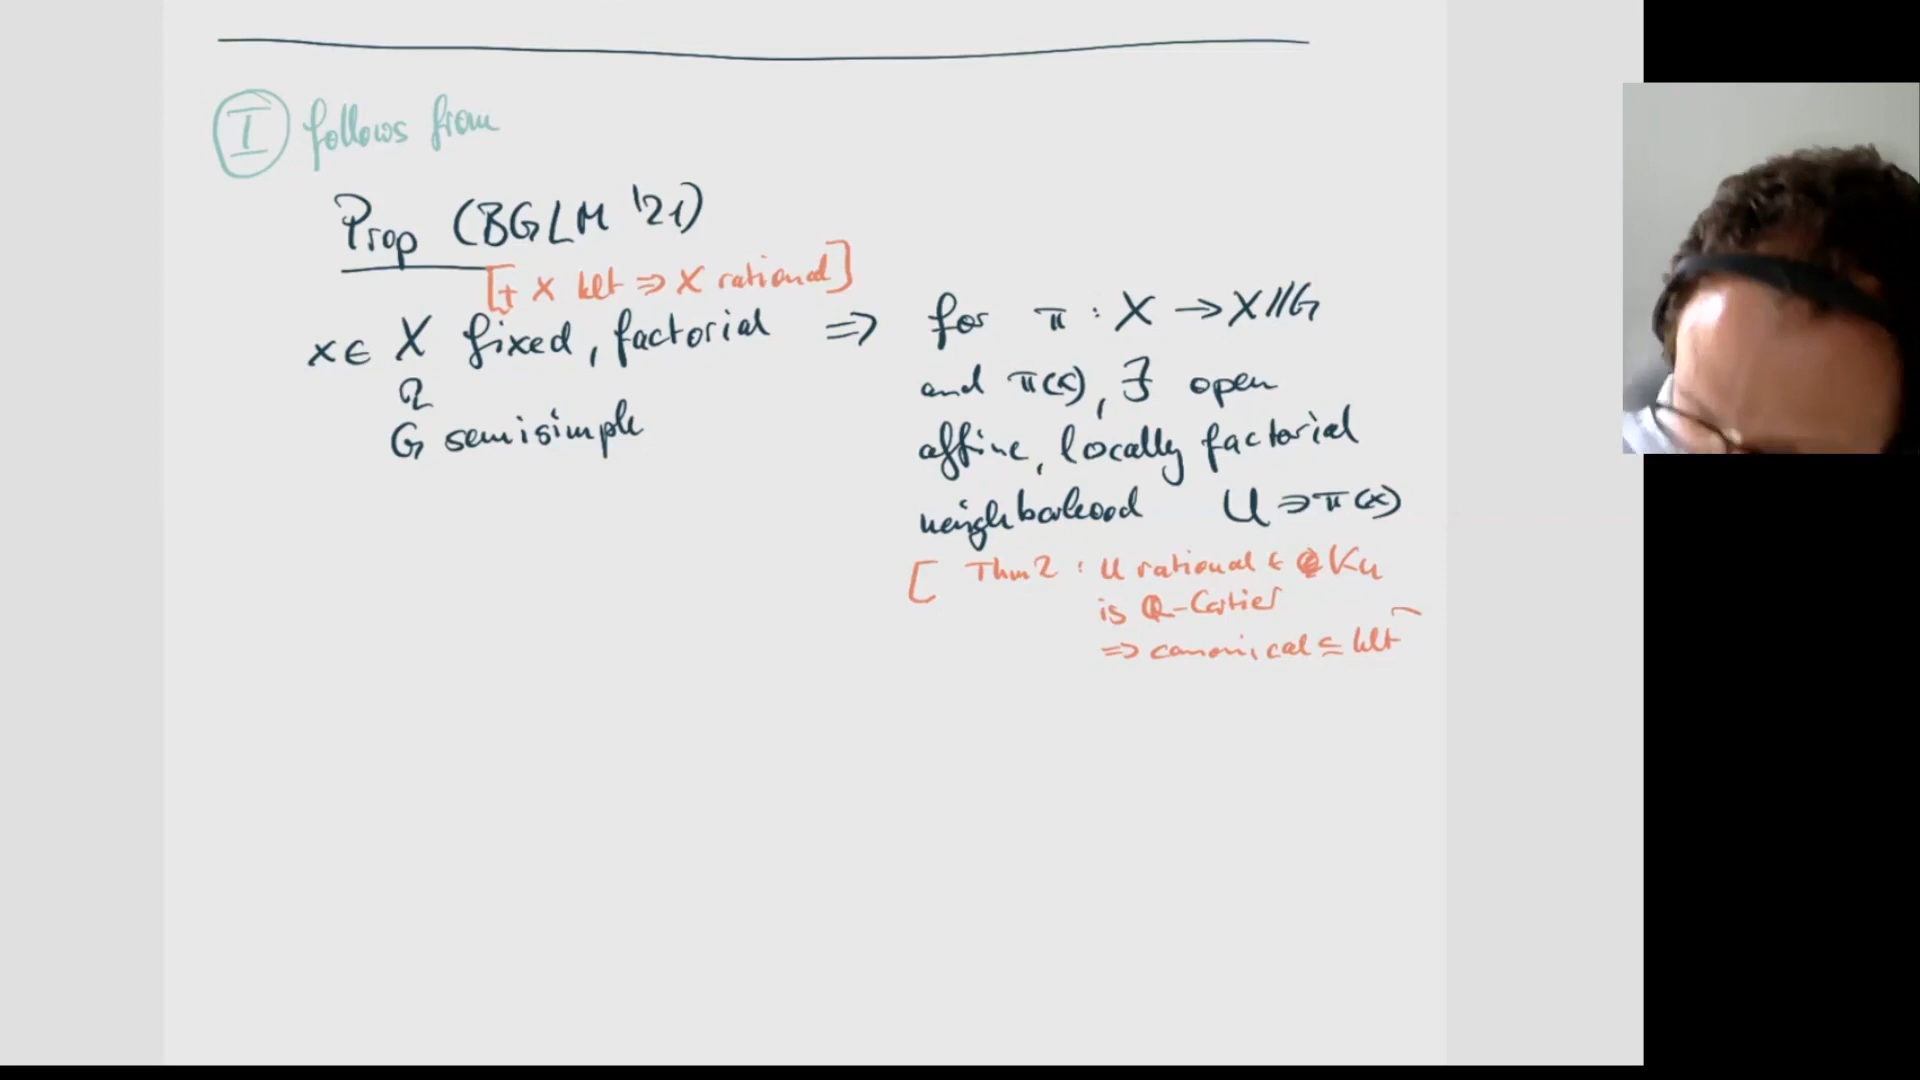 I follows from
Prop (BGLM '21)
[+ X klt ⇒ X rational]
x ∈ X fixed, factorial ⇒ for π : X → X//G
G semisimple
and π(x), ∃ open
affine, locally factorial
neighborhood U ∋ π(x)
[ Thm 2 : U rational & K_U
is Q-Cartier
⇒ canonical ⊆ klt